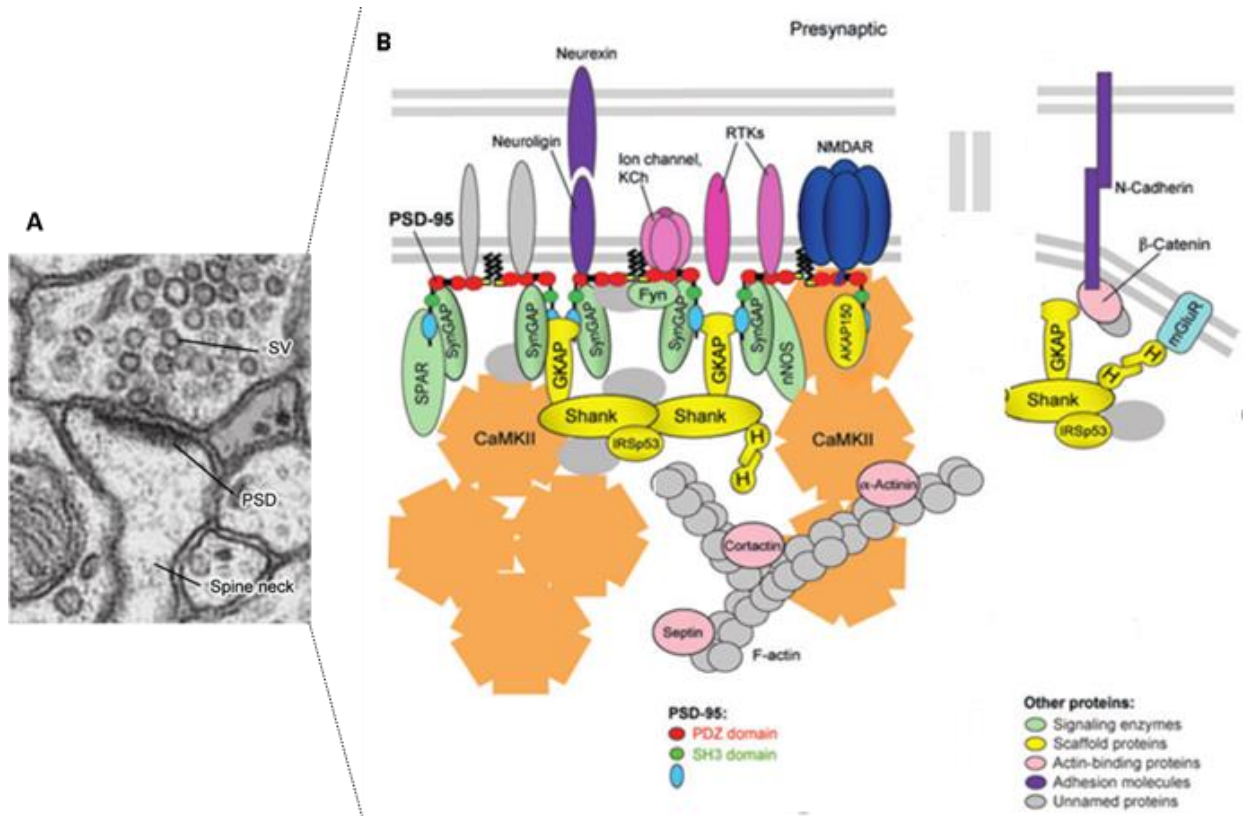 A
SV
PSD
Spine neck
B
Presynaptic
Neurexin
Neuroligin
Ion channel,
KCh
RTKs
NMDAR
PSD-95
Fyn
SPAR
SynGAP
SynGAP
GKAP
SynGAP
SynGAP
GKAP
SynGAP
nNOS
AKAP150
CaMKII
Shank
Shank
IRSp53
H
H
CaMKII
α-Actinin
Cortactin
Septin
F-actin
N-Cadherin
β-Catenin
mGluR
GKAP
H
H
Shank
IRSp53
PSD-95:
PDZ domain
SH3 domain
Other proteins:
Signaling enzymes
Scaffold proteins
Actin-binding proteins
Adhesion molecules
Unnamed proteins